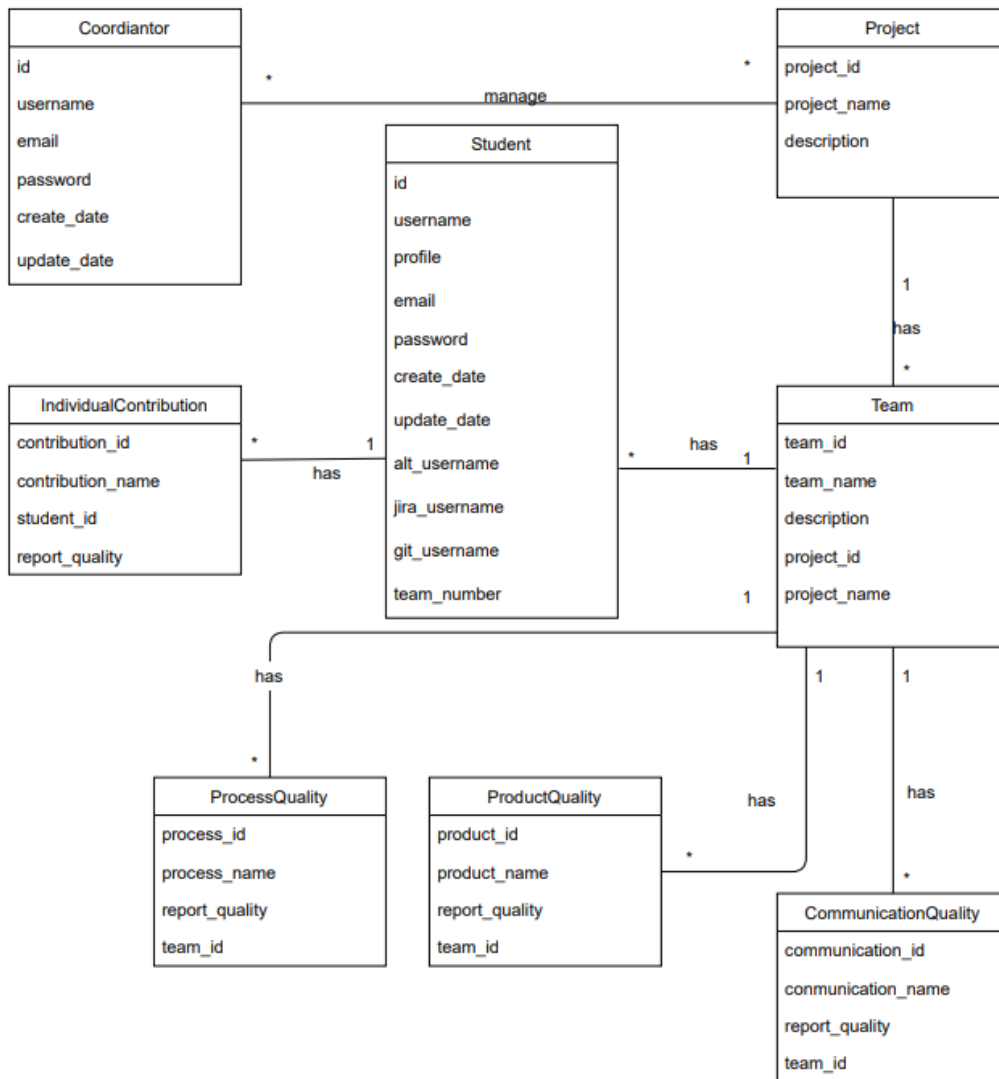 Coordiantor
id
username
email
password
create_date
update_date
*
manage
*
Project
project_id
project_name
description
Student
id
username
profile
email
password
create_date
update_date
alt_username
jira_username
git_username
team_number
1
has
*
IndividualContribution
contribution_id
contribution_name
student_id
report_quality
*
1
has
Team
team_id
team_name
description
project_id
project_name
*
has
1
1
has
*
1
has
*
1
has
*
ProcessQuality
process_id
process_name
report_quality
team_id
ProductQuality
product_id
product_name
report_quality
team_id
CommunicationQuality
communication_id
conmunication_name
report_quality
team_id